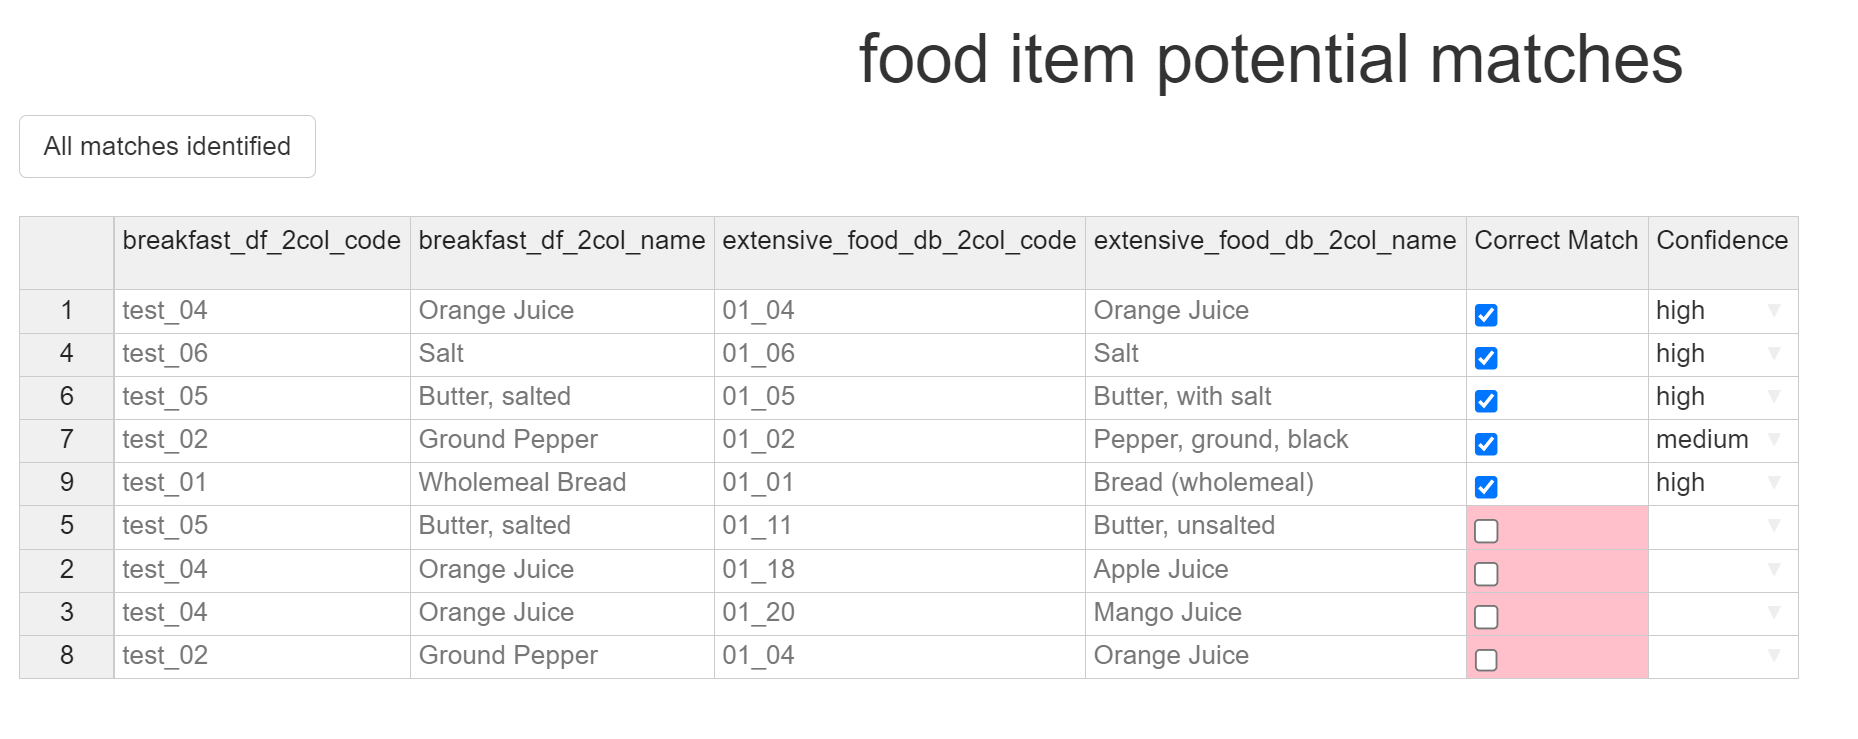 food item potential matches
All matches identified
breakfast_df_2col_code breakfast_df_2col_name extensive_food_db_2col_code extensive_food_db_2col_name Correct Match Confidence
1 test_04 Orange Juice 01_04 Orange Juice high
4 test_06 Salt 01_06 Salt high
6 test_05 Butter, salted 01_05 Butter, with salt high
7 test_02 Ground Pepper 01_02 Pepper, ground, black medium
9 test_01 Wholemeal Bread 01_01 Bread (wholemeal) high
5 test_05 Butter, salted 01_11 Butter, unsalted
2 test_04 Orange Juice 01_18 Apple Juice
3 test_04 Orange Juice 01_20 Mango Juice
8 test_02 Ground Pepper 01_04 Orange Juice